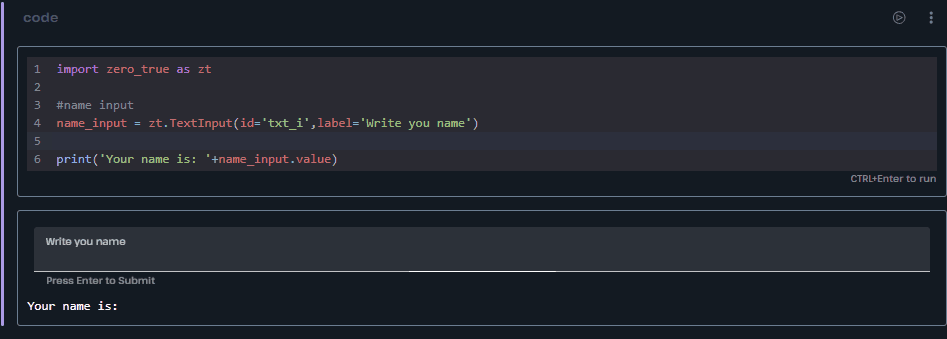 code
1 import zero_true as zt
2
3 #name input
4 name_input = zt.TextInput(id='txt_i',label='Write you name')
5
6 print('Your name is: '+name_input.value)
CTRL+Enter to run
Write you name
Press Enter to Submit
Your name is: